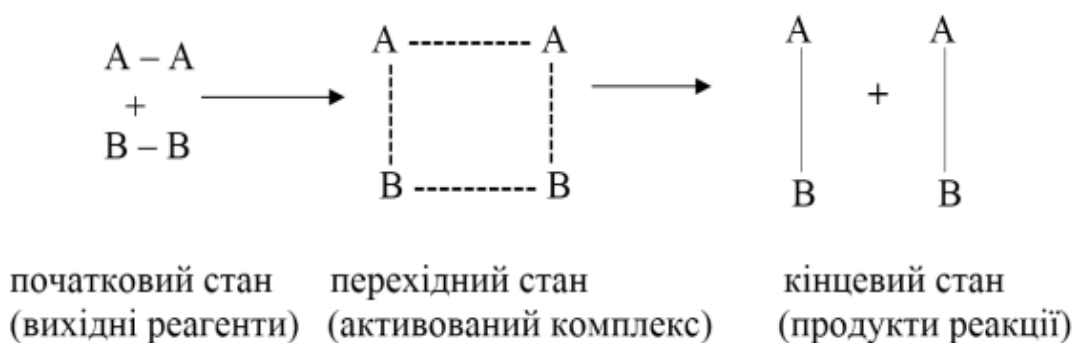 A – A
+
B – B
A ---------- A
B ---------- B
A
B
+
A
B
початковий стан
(вихідні реагенти)
перехідний стан
(активований комплекс)
кінцевий стан
(продукти реакції)